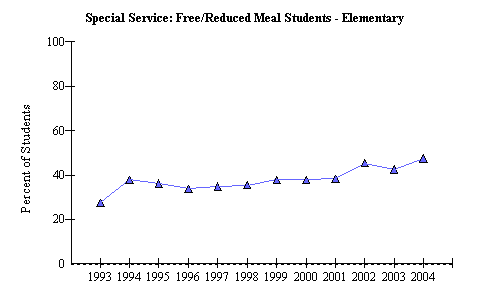 Special Service: Free/Reduced Meal Students - Elementary
100
80
60
40
20
0
Percent of Students
1993 1994 1995 1996 1997 1998 1999 2000 2001 2002 2003 2004